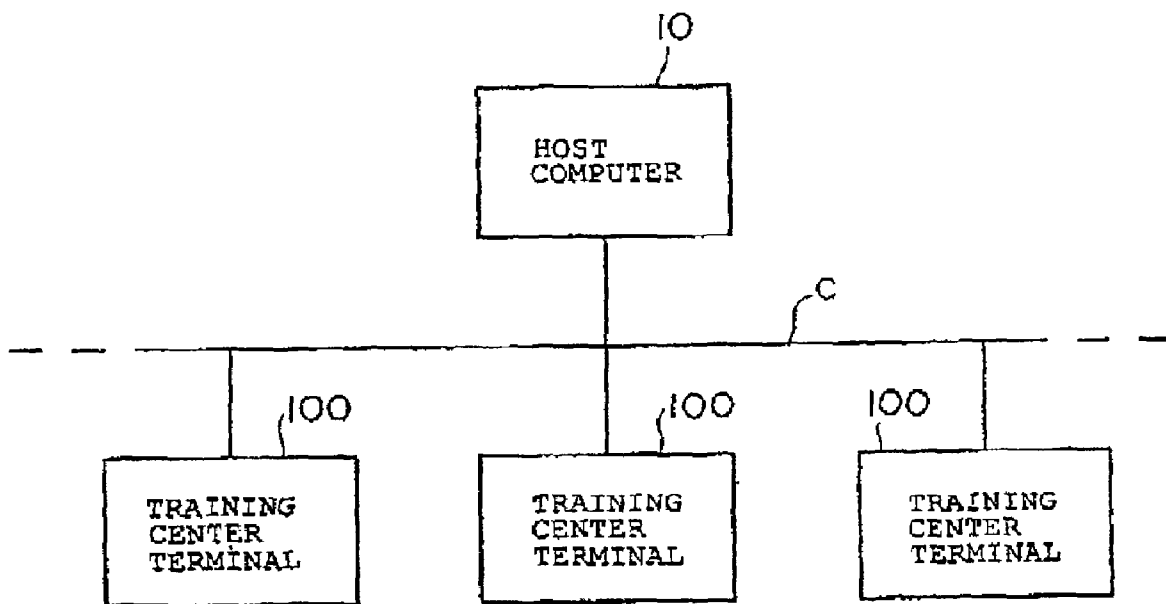 10
HOST
COMPUTER
C
100
100
100
TRAINING
CENTER
TERMINAL
TRAINING
CENTER
TERMINAL
TRAINING
CENTER
TERMINAL